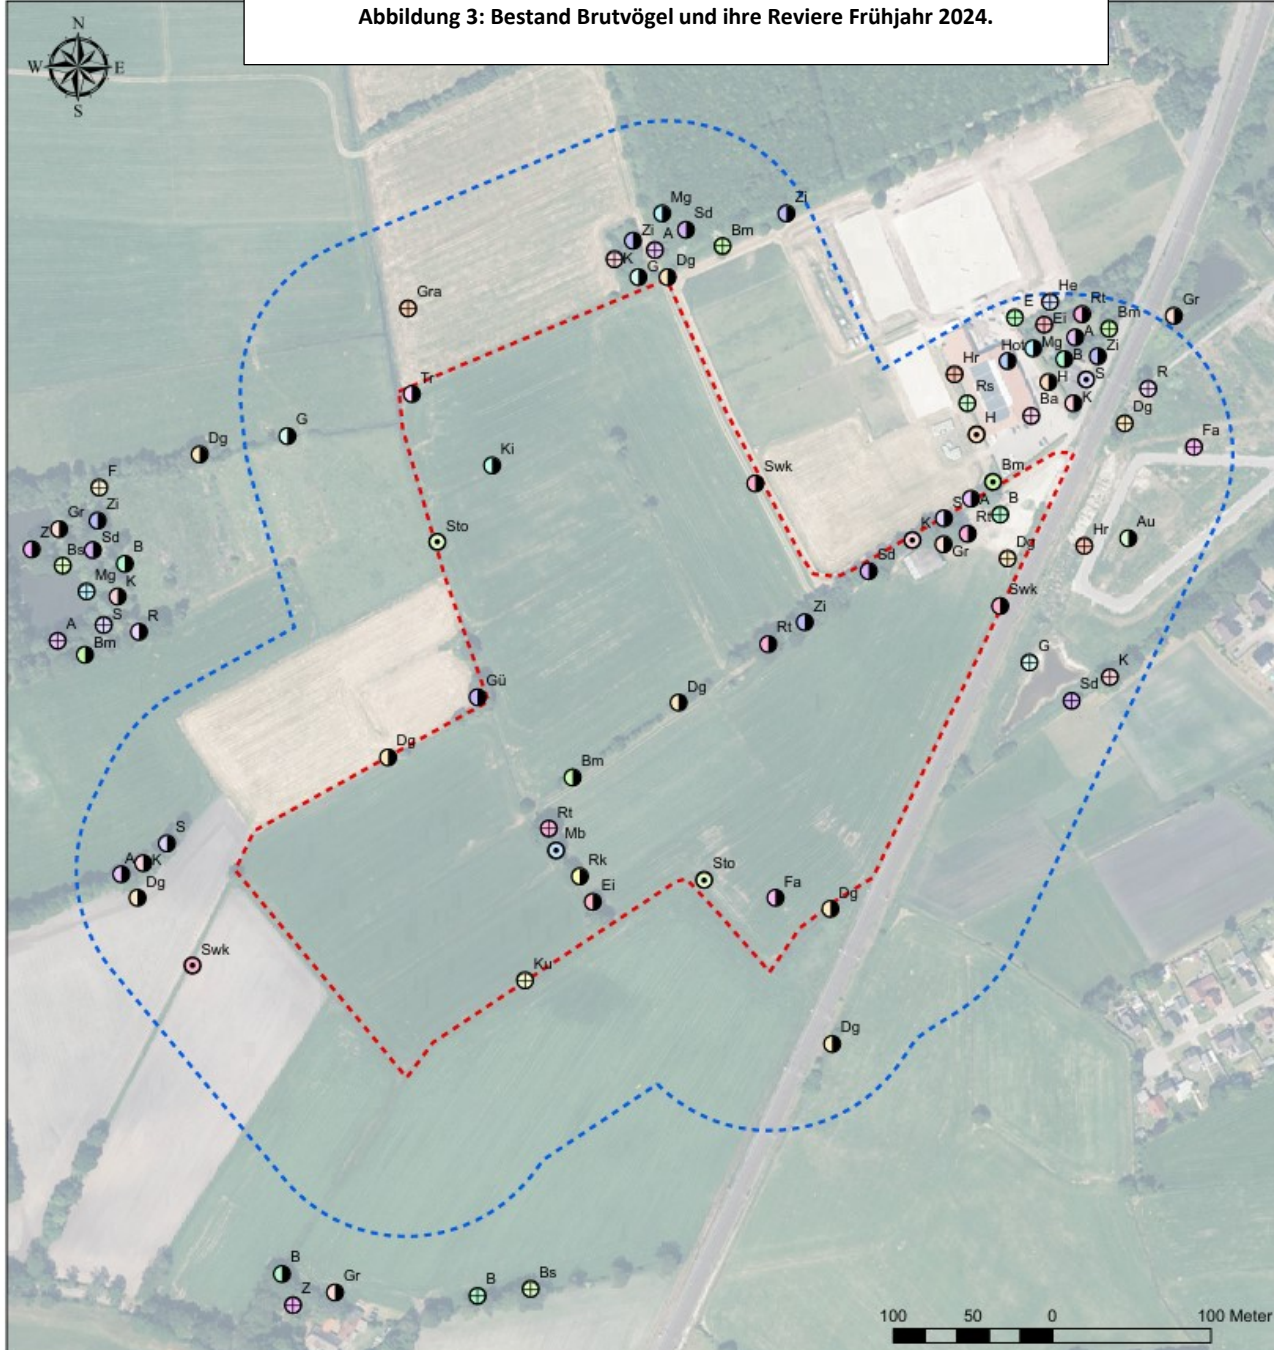 Abbildung 3: Bestand Brutvögel und ihre Reviere Frühjahr 2024.
N
W E
S
Mg
Sd
Zi
Zi
A
Bm
K
G
Dg
Gra
He
E
Rt
Gr
Ei
Bm
A
Hot
Mg
B
Zi
Hr
H
S
R
Tr
Rs
Ba
K
Dg
H
Fa
G
Dg
Ki
Swk
Bm
F
A
B
Zi
S
Gr
Sto
K
Rt
Z
Sd
Gr
Hr
Au
Bs
B
Dg
Sd
Mg
K
Swk
S
R
Zi
A
Rt
Bm
G
K
Gü
Dg
Sd
Dg
Bm
Rt
S
Mb
A
K
Rk
Sto
Dg
Ei
Fa
Dg
Swk
Ku
Dg
B
Z
Gr
B
Bs
100 50 0 100 Meter